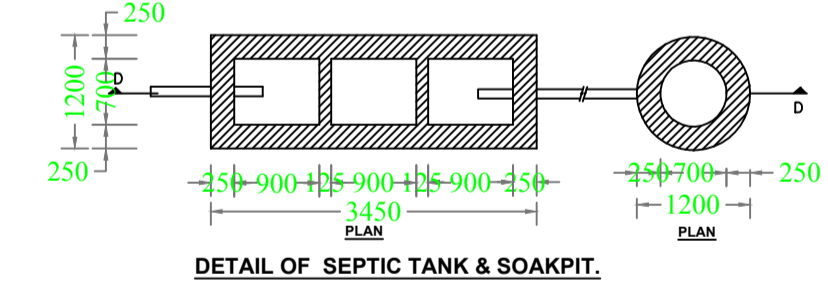 250
1200
700
250
D
250 900 125 900 125 900 250
3450
PLAN
D
250 700 250
1200
PLAN
DETAIL OF SEPTIC TANK & SOAKPIT.